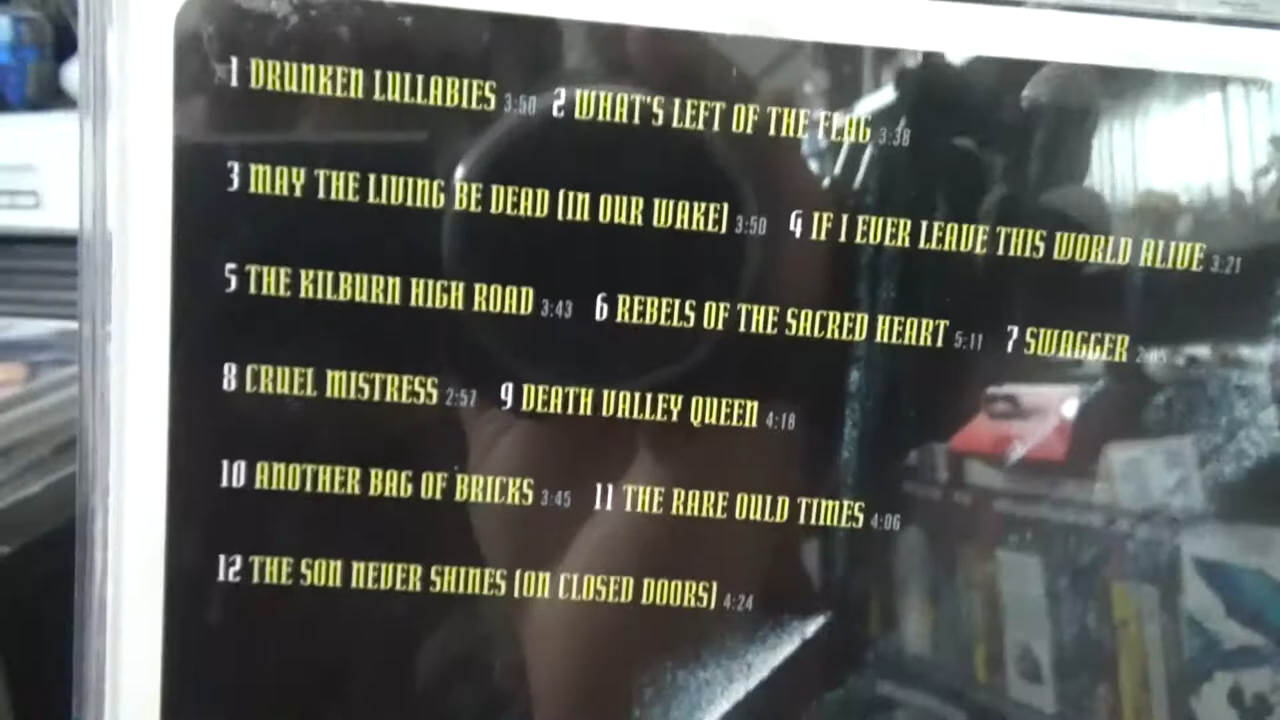 1 DRUNKEN LULLABIES 3:50 2 WHAT'S LEFT OF THE FLAG 3:38
3 MAY THE LIVING BE DEAD (IN OUR WAKE) 3:50 4 IF I EVER LEAVE THIS WORLD ALIVE 3:21
5 THE KILBURN HIGH ROAD 3:43 6 REBELS OF THE SACRED HEART 5:11 7 SWAGGER
8 CRUEL MISTRESS 2:57 9 DEATH VALLEY QUEEN 4:18
10 ANOTHER BAG OF BRICKS 3:45 11 THE RARE OULD TIMES 4:06
12 THE SON NEVER SHINES (ON CLOSED DOORS) 4:24